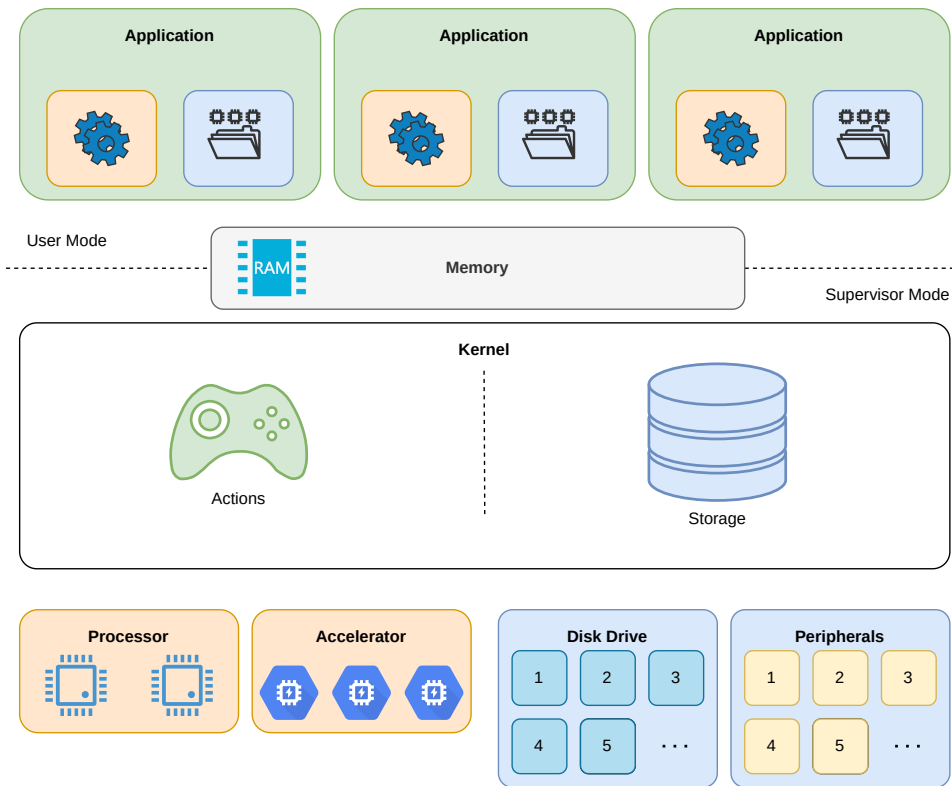 Application
Application
Application
User Mode
RAM
Memory
Supervisor Mode
Kernel
Actions
Storage
Processor
Accelerator
Disk Drive
1 2 3
4 5 ...
Peripherals
1 2 3
4 5 ...